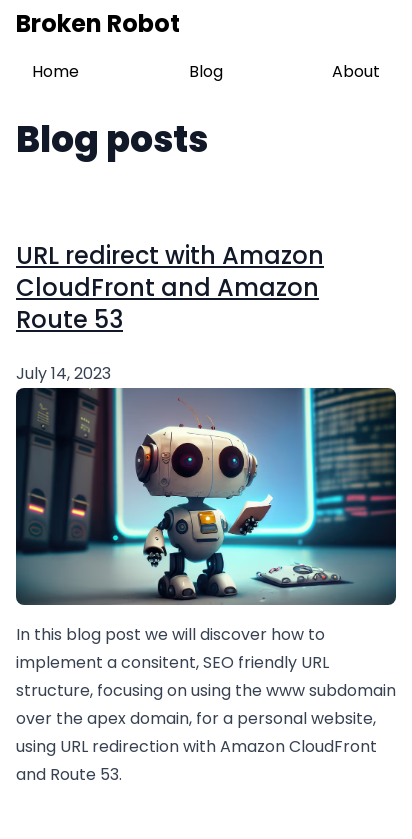 Broken Robot
Home Blog About
Blog posts
URL redirect with Amazon
CloudFront and Amazon
Route 53
July 14, 2023
In this blog post we will discover how to
implement a consitent, SEO friendly URL
structure, focusing on using the www subdomain
over the apex domain, for a personal website,
using URL redirection with Amazon CloudFront
and Route 53.